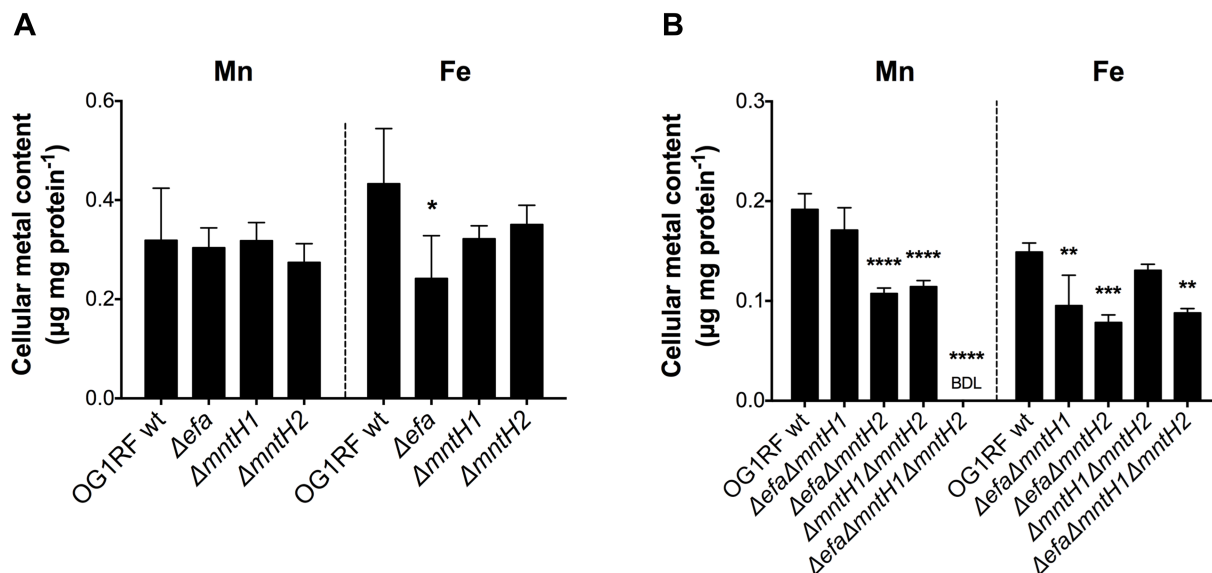 A
Mn Fe
Cellular metal content
(µg mg protein⁻¹)
0.6
0.4
0.2
0.0
*
OG1RF wt
Δefa
ΔmntH1
ΔmntH2
OG1RF wt
Δefa
ΔmntH1
ΔmntH2
B
Mn Fe
Cellular metal content
(µg mg protein⁻¹)
0.3
0.2
0.1
0.0
****
****
****
BDL
**
***
**
OG1RF wt
ΔefaΔmntH1
ΔefaΔmntH2
ΔmntH1ΔmntH2
ΔefaΔmntH1ΔmntH2
OG1RF wt
ΔefaΔmntH1
ΔefaΔmntH2
ΔmntH1ΔmntH2
ΔefaΔmntH1ΔmntH2